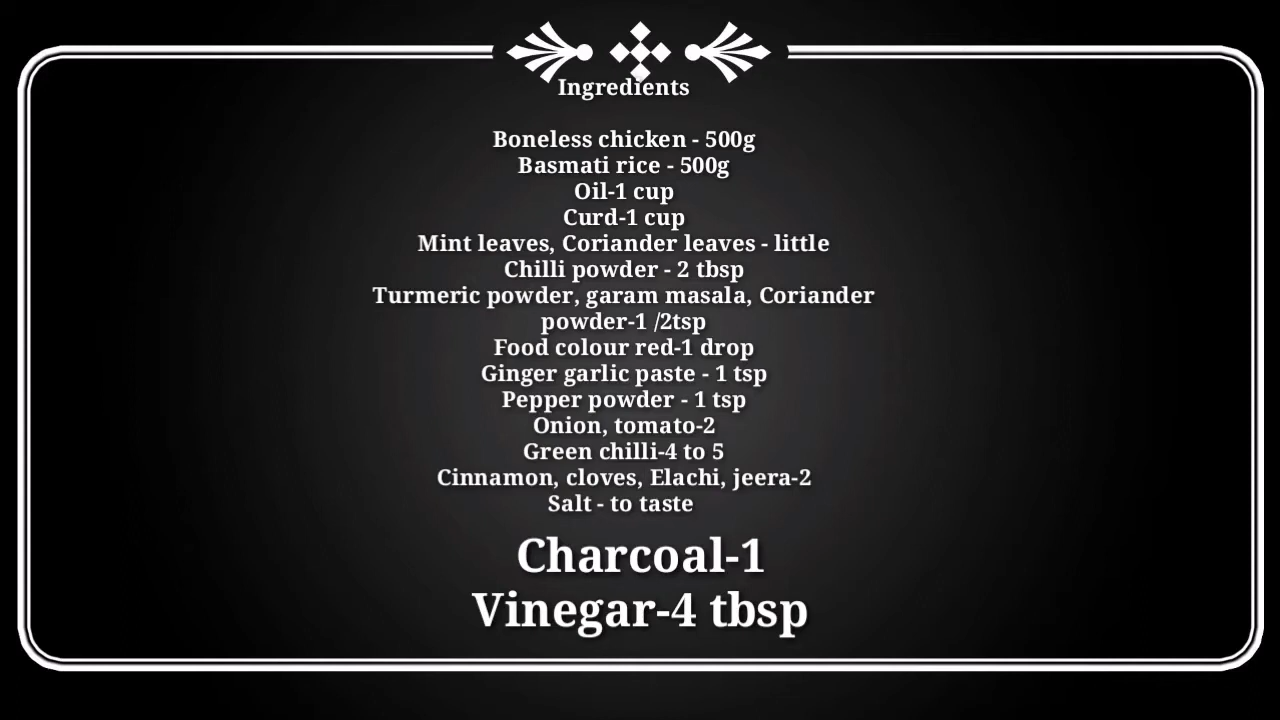 Ingredients
Boneless chicken - 500g
Basmati rice - 500g
Oil-1 cup
Curd-1 cup
Mint leaves, Coriander leaves - little
Chilli powder - 2 tbsp
Turmeric powder, garam masala, Coriander
powder-1 /2tsp
Food colour red-1 drop
Ginger garlic paste - 1 tsp
Pepper powder - 1 tsp
Onion, tomato-2
Green chilli-4 to 5
Cinnamon, cloves, Elachi, jeera-2
Salt - to taste
Charcoal-1
Vinegar-4 tbsp